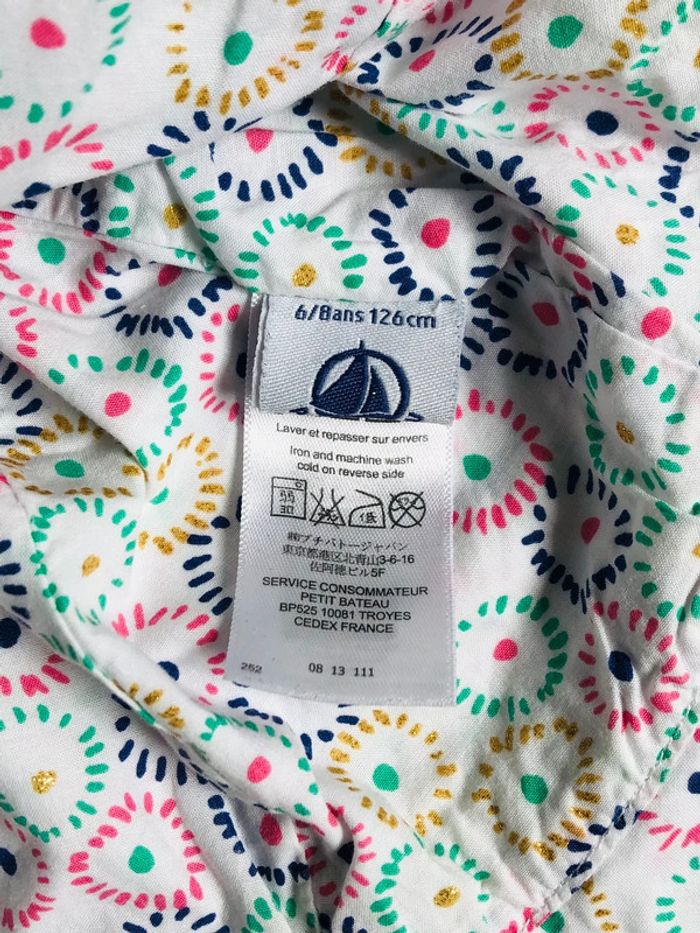 6/8ans 126cm
Laver et repasser sur envers
Iron and machine wash
cold on reverse side
弱
30
低
㈱プチバトージャパン
東京都港区北青山3-6-16
佐阿徳ビル5F
SERVICE CONSOMMATEUR
PETIT BATEAU
BP525 10081 TROYES
CEDEX FRANCE
252 08 13 111